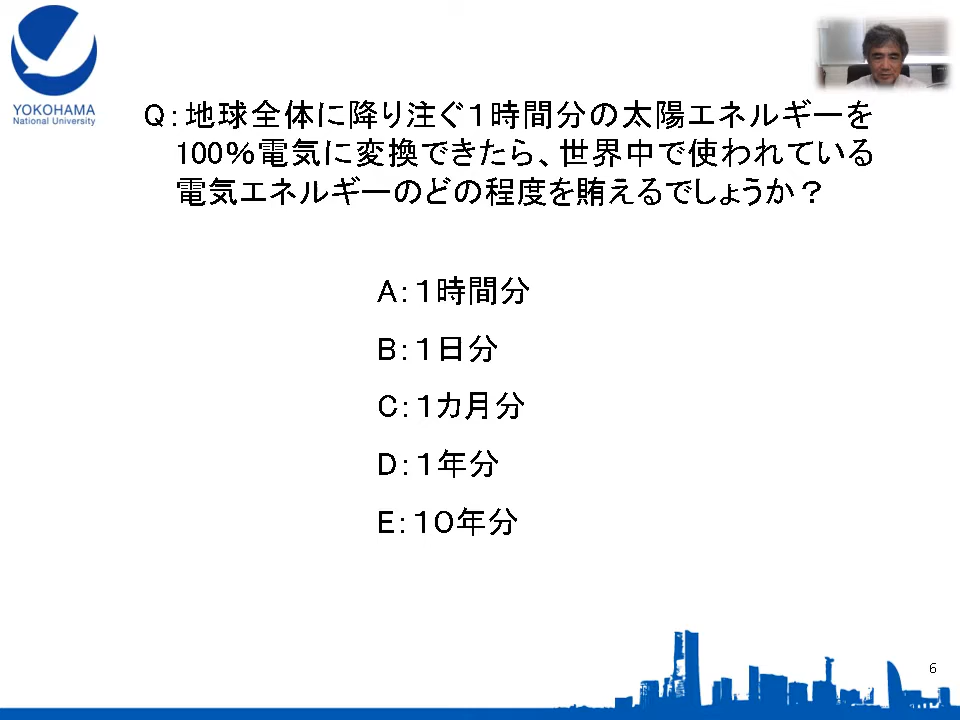 YOKOHAMA
National University
Q：地球全体に降り注ぐ１時間分の太陽エネルギーを
100％電気に変換できたら、世界中で使われている
電気エネルギーのどの程度を賄えるでしょうか？
A：１時間分
B：１日分
C：１カ月分
D：１年分
E：１０年分
6